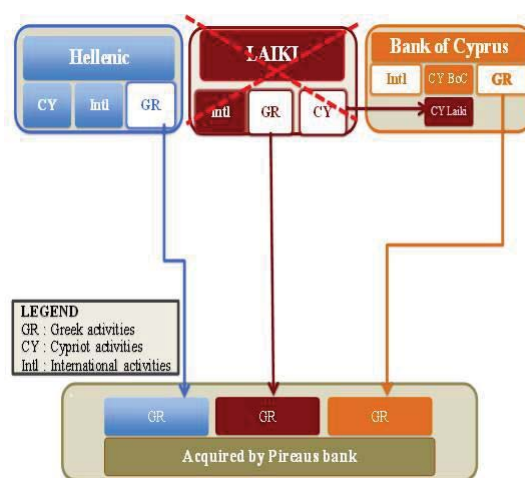 Hellenic
CY Intl GR
LAIKI
Intl GR CY
Bank of Cyprus
Intl CY BoC GR
CY Laiki
LEGEND
GR : Greek activities
CY : Cypriot activities
Intl : International activities
GR GR GR
Acquired by Pireaus bank